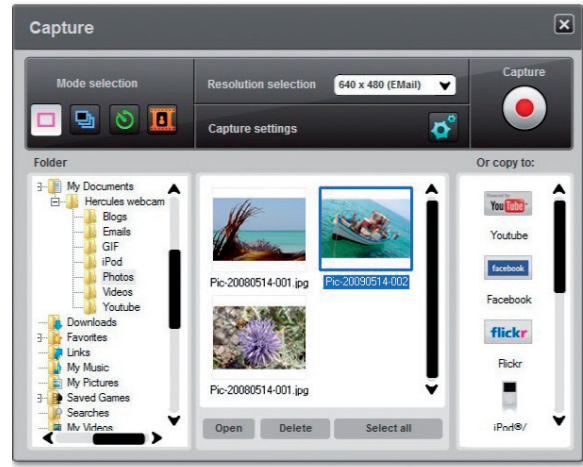 Capture
Mode selection
Resolution selection
640 x 480 (EMail)
Capture
Capture settings
Folder
Or copy to:
My Documents
Hercules webcam
Blogs
Emails
GIF
iPod
Photos
Videos
Youtube
Downloads
Favorites
Links
My Music
My Pictures
Saved Games
Searches
My Videos
Pic-20080514-001.jpg
Pic-20090514-002
Pic-20080514-001.jpg
Open
Delete
Select all
You Tube
Youtube
facebook
Facebook
flickr
Flickr
iPod®/